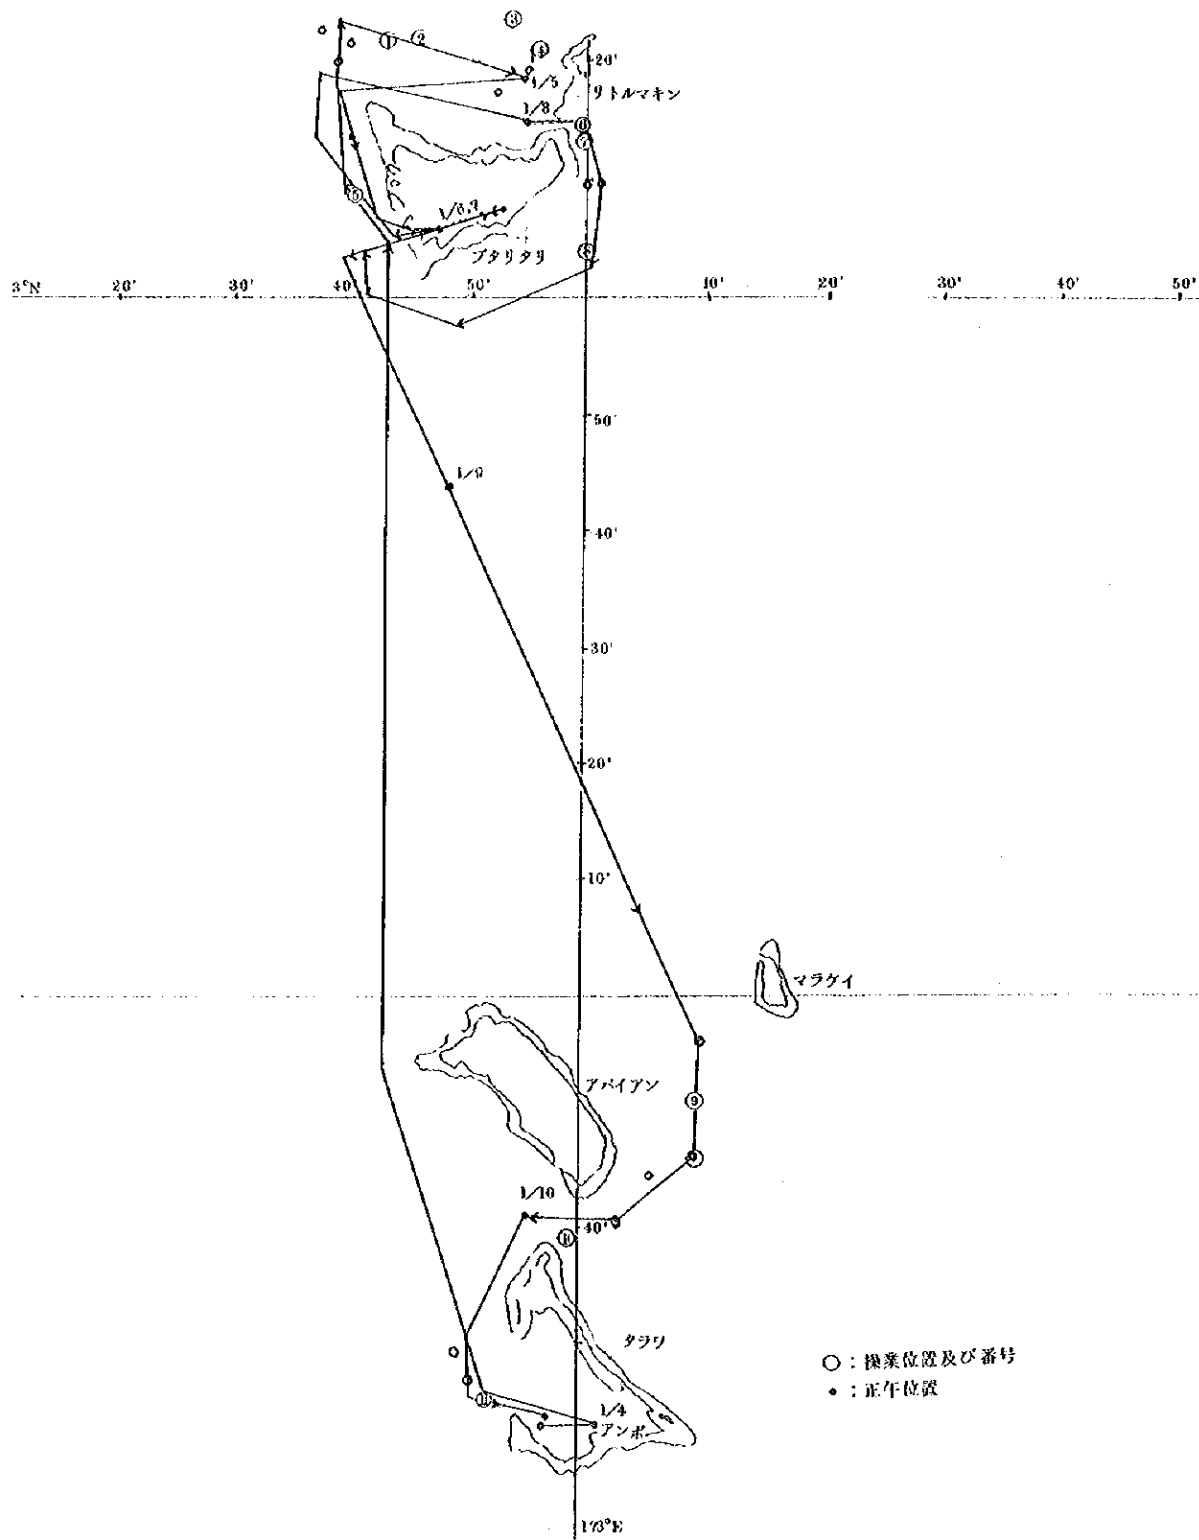 ③
① ②
④
20'
1/5
リトルマキン
1/8
⑥
⑦
⑤
1/6,7
ブタリタリ
3°N 20' 30' 40' 50' 10' 20' 30' 40' 50'
50'
1/9
40'
30'
20'
10'
マラケイ
アバイアン
⑨
1/10
40'
タラワ
○:操業位置及び番号
•:正午位置
1/4
アンボ
173°E